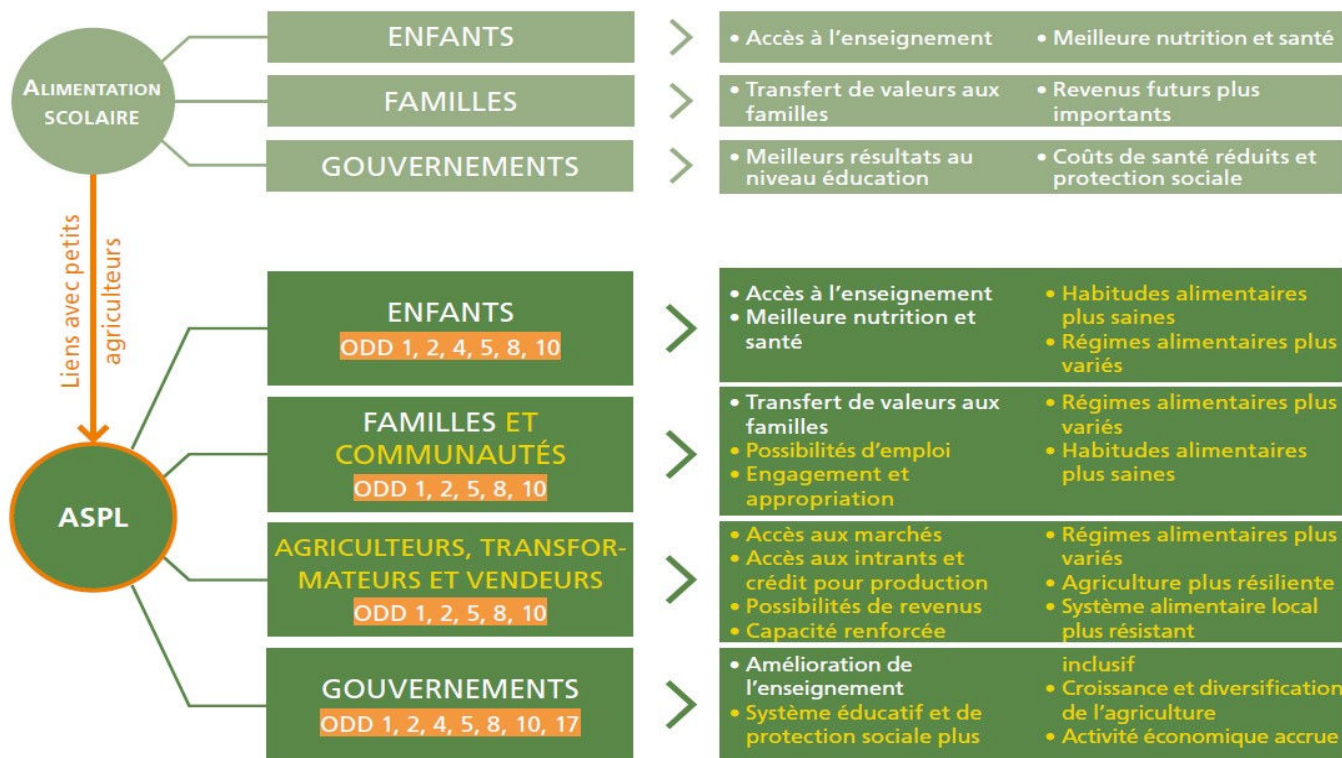 ALIMENTATION
SCOLAIRE
ENFANTS
• Accès à l'enseignement
• Meilleure nutrition et santé
FAMILLES
• Transfert de valeurs aux
familles
• Revenus futurs plus
importants
GOUVERNEMENTS
• Meilleurs résultats au
niveau éducation
• Coûts de santé réduits et
protection sociale
Liens avec petits
agriculteurs
ASPL
ENFANTS
ODD 1, 2, 4, 5, 8, 10
• Accès à l'enseignement
• Meilleure nutrition et
santé
• Habitudes alimentaires
plus saines
• Régimes alimentaires plus
variés
FAMILLES ET
COMMUNAUTÉS
ODD 1, 2, 5, 8, 10
• Transfert de valeurs aux
familles
• Possibilités d'emploi
• Engagement et
appropriation
• Régimes alimentaires plus
variés
• Habitudes alimentaires
plus saines
AGRICULTEURS, TRANSFOR-
MATEURS ET VENDEURS
ODD 1, 2, 5, 8, 10
• Accès aux marchés
• Accès aux intrants et
crédit pour production
• Possibilités de revenus
• Capacité renforcée
• Régimes alimentaires plus
variés
• Agriculture plus résiliente
• Système alimentaire local
plus résistant
GOUVERNEMENTS
ODD 1, 2, 4, 5, 8, 10, 17
• Amélioration de
l'enseignement
• Système éducatif et de
protection sociale plus
inclusif
• Croissance et diversification
de l'agriculture
• Activité économique accrue